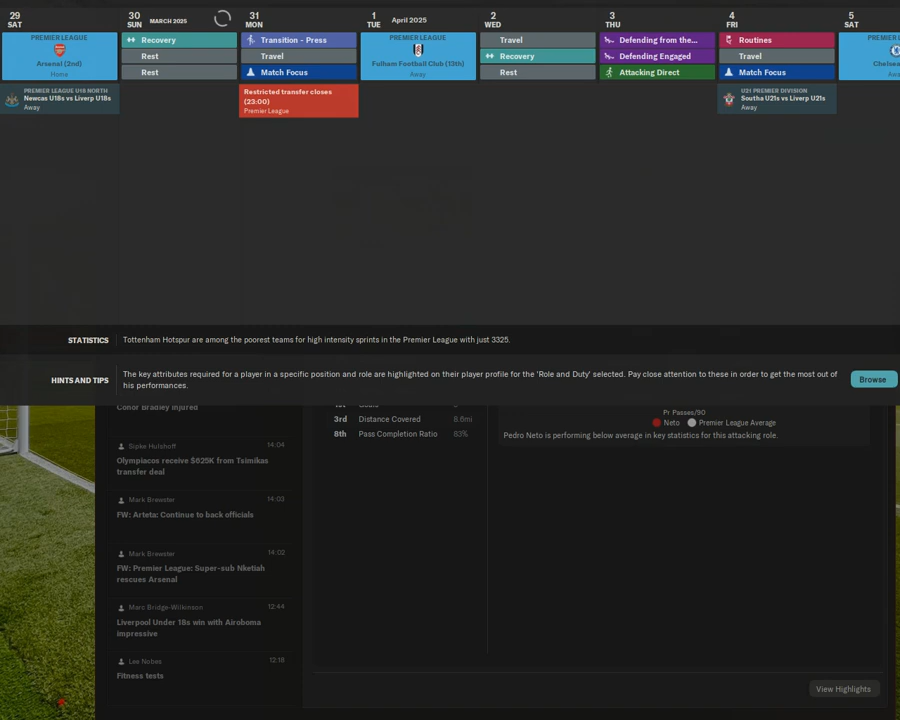 29
SAT
30
SUN
MARCH 2025
31
MON
1
TUE
April 2025
2
WED
3
THU
4
FRI
5
SAT
PREMIER LEAGUE
Arsenal (2nd)
Home
Recovery
Rest
Rest
Transition - Press
Travel
Match Focus
PREMIER LEAGUE
Fulham Football Club (13th)
Away
Travel
Recovery
Rest
Defending from the...
Defending Engaged
Attacking Direct
Routines
Travel
Match Focus
PREMIER LE
Chelsea
Awa
PREMIER LEAGUE U18 NORTH
Newcas U18s vs Liverp U18s
Away
Restricted transfer closes
(23:00)
Premier League
U21 PREMIER DIVISION
Southa U21s vs Liverp U21s
Away
STATISTICS
Tottenham Hotspur are among the poorest teams for high intensity sprints in the Premier League with just 3325.
HINTS AND TIPS
The key attributes required for a player in a specific position and role are highlighted on their player profile for the 'Role and Duty' selected. Pay close attention to these in order to get the most out of
his performances.
Browse
Conor Bradley injured
Sipke Hulshoff
14:04
Olympiacos receive $625K from Tsimikas
transfer deal
Mark Brewster
14:03
FW: Arteta: Continue to back officials
Mark Brewster
14:02
FW: Premier League: Super-sub Nketiah
rescues Arsenal
Marc Bridge-Wilkinson
12:44
Liverpool Under 18s win with Airoboma
impressive
Lee Nobes
12:18
Fitness tests
3rd
Distance Covered
8.6mi
8th
Pass Completion Ratio
83%
Pr Passes/90
Neto
Premier League Average
Pedro Neto is performing below average in key statistics for this attacking role.
View Highlights